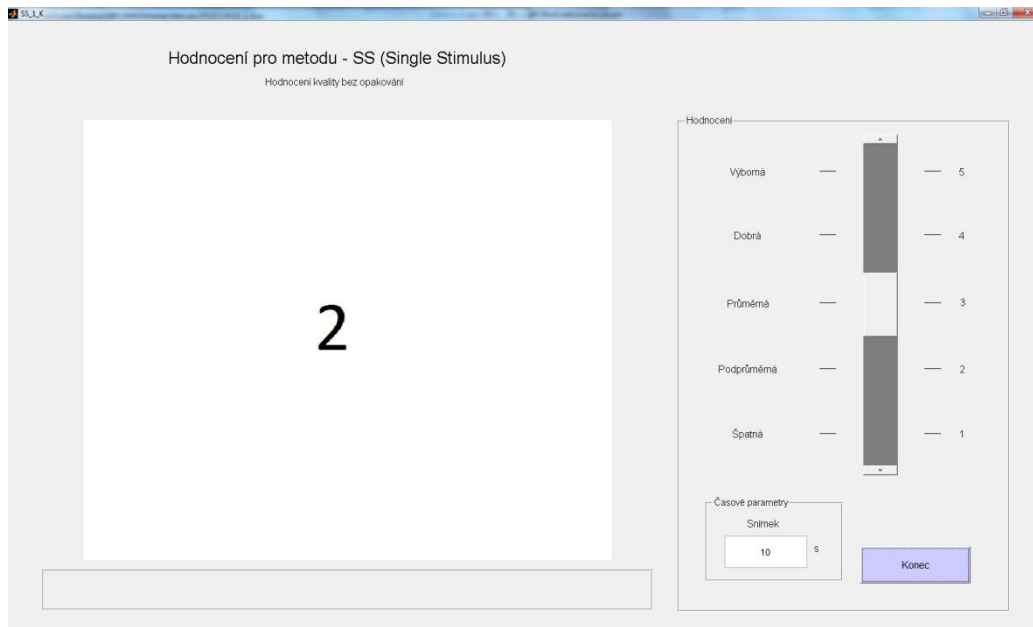 SS_1_K
Hodnocení pro metodu - SS (Single Stimulus)
Hodnocení kvality bez opakování
2
Hodnocení
Výborná 5
Dobrá 4
Průměrná 3
Podprůměrná 2
Špatná 1
Časové parametry
Snímek
10 s
Konec